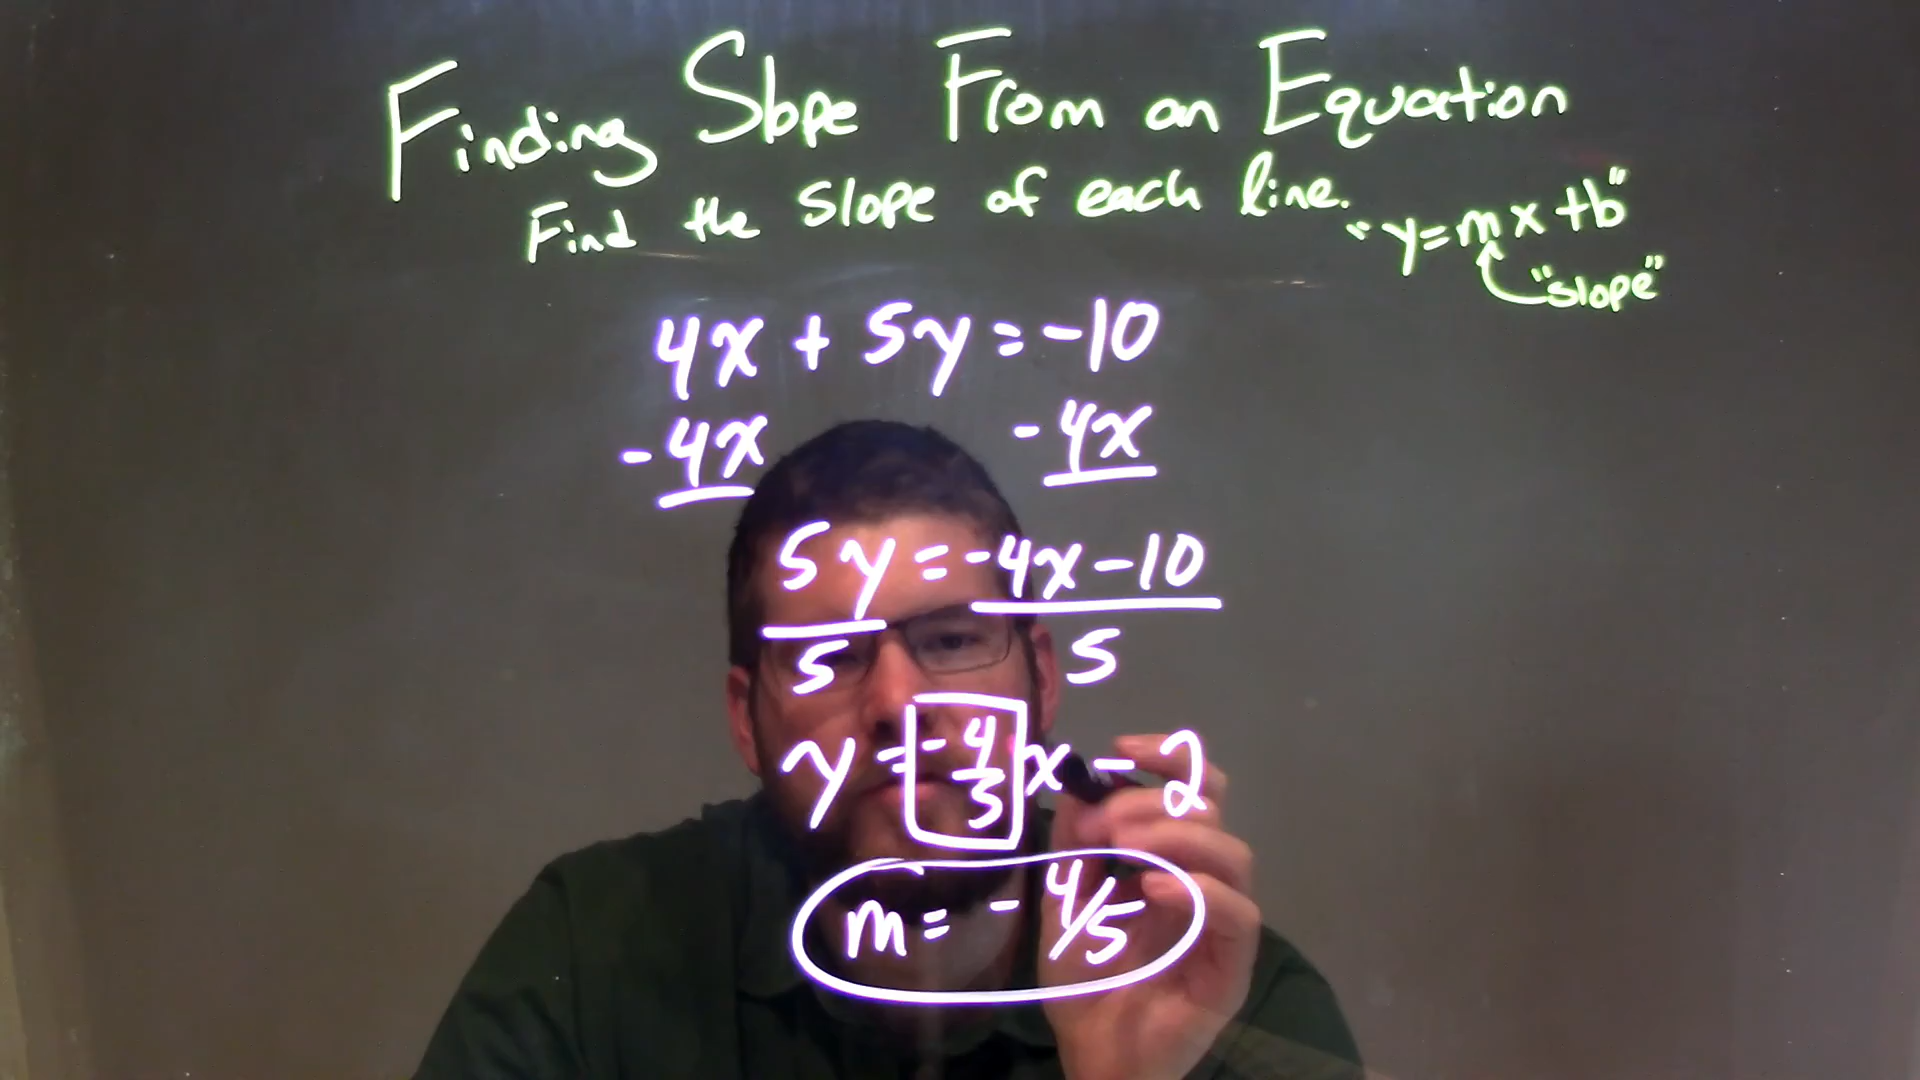 Finding Slope From an Equation
Find the slope of each line.
"y=mx+b"
"slope"
4x + 5y = -10
-4x -4x
5y = -4x - 10
5 5
y = -4/5 x - 2
m = - 4/5